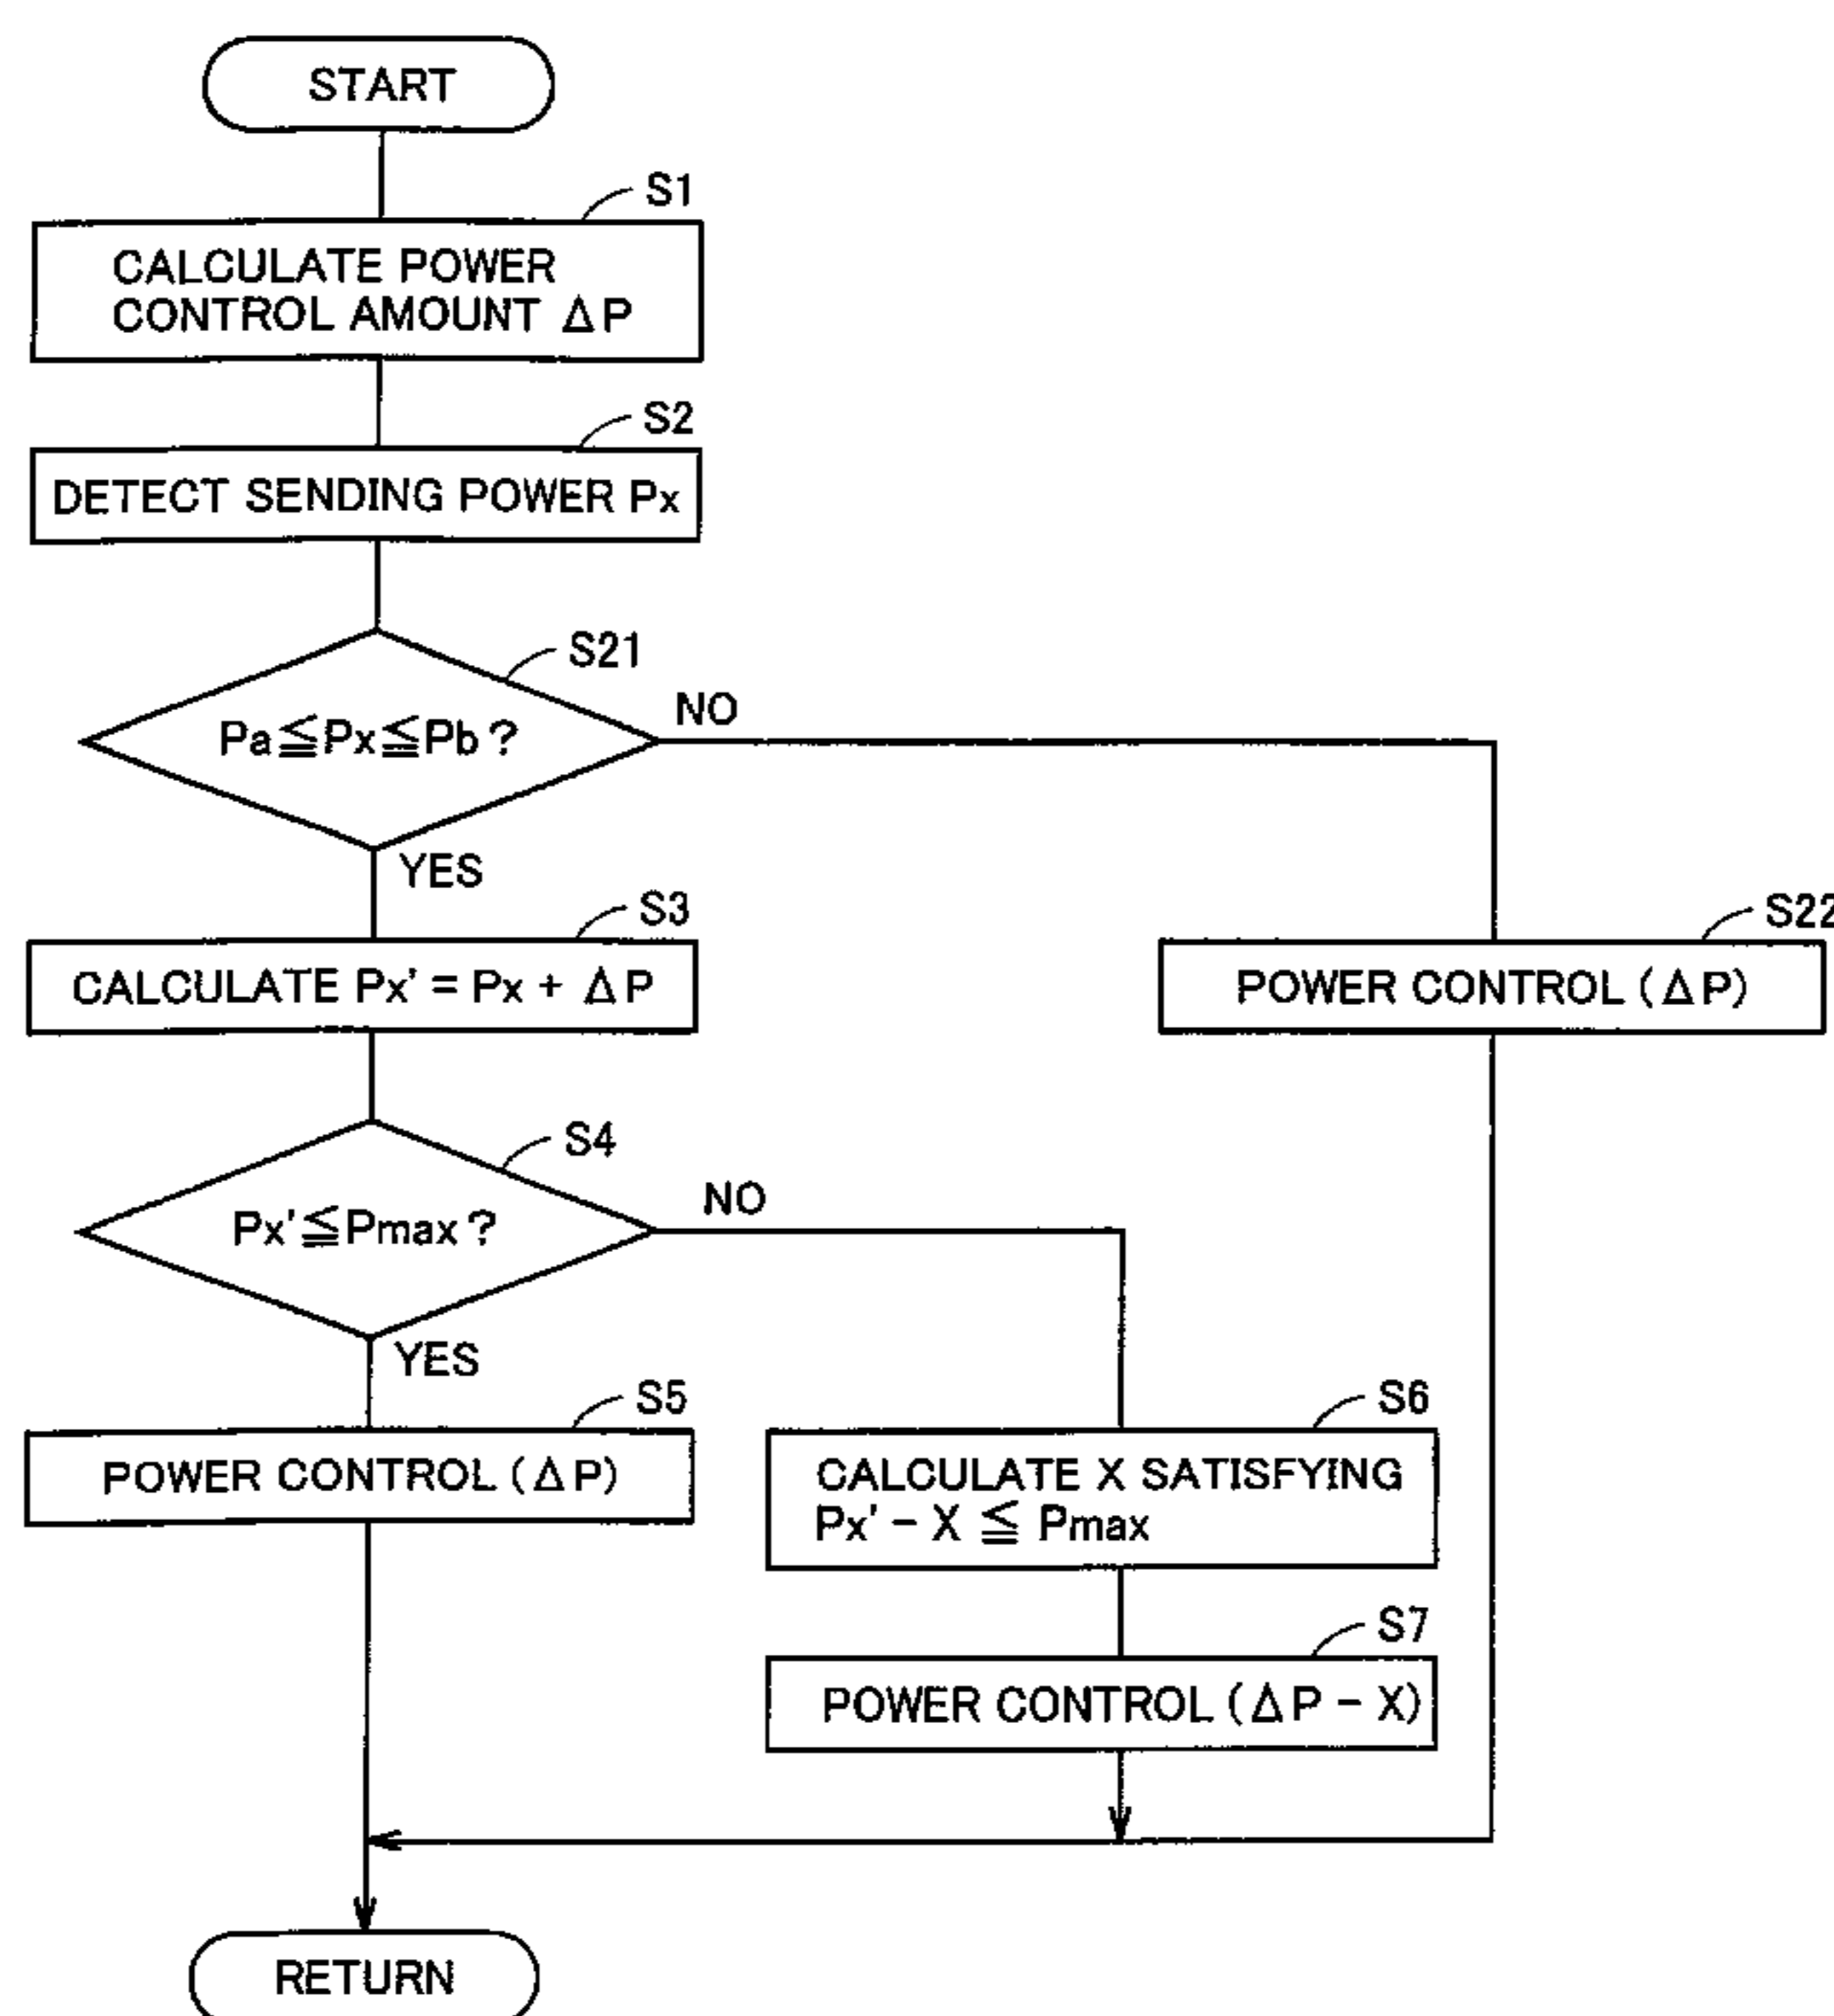 START
S1
CALCULATE POWER
CONTROL AMOUNT ΔP
S2
DETECT SENDING POWER Px
S21
Pa≦Px≦Pb?
NO
YES
S3
CALCULATE Px' = Px + ΔP
S22
POWER CONTROL (ΔP)
S4
Px'≦Pmax?
NO
YES
S5
POWER CONTROL (ΔP)
S6
CALCULATE X SATISFYING
Px' - X ≦ Pmax
S7
POWER CONTROL (ΔP - X)
RETURN